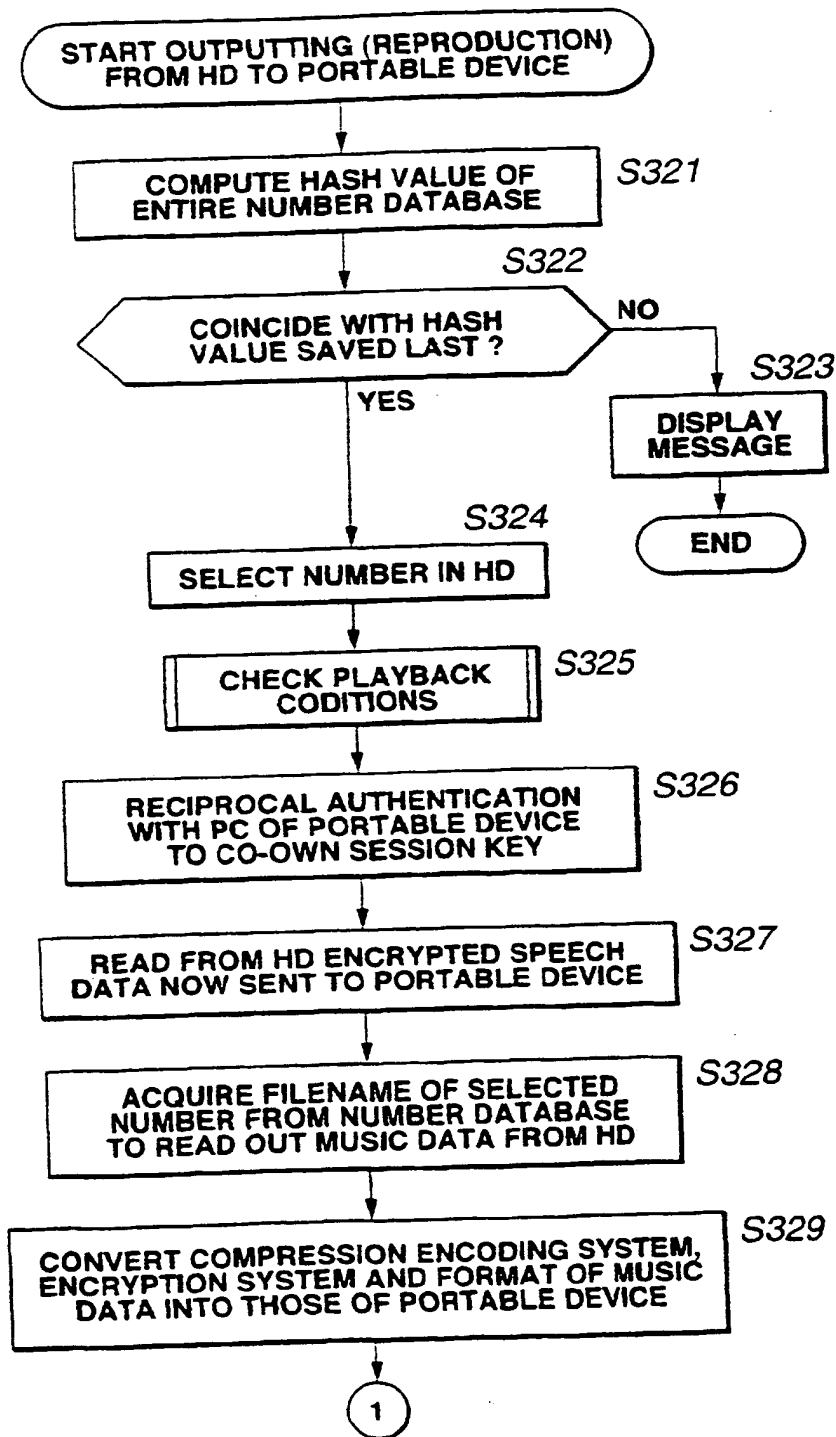 START OUTPUTTING (REPRODUCTION)
FROM HD TO PORTABLE DEVICE
COMPUTE HASH VALUE OF
ENTIRE NUMBER DATABASE
S321
S322
COINCIDE WITH HASH
VALUE SAVED LAST ?
NO
YES
S323
DISPLAY
MESSAGE
END
S324
SELECT NUMBER IN HD
S325
CHECK PLAYBACK
CODITIONS
S326
RECIPROCAL AUTHENTICATION
WITH PC OF PORTABLE DEVICE
TO CO-OWN SESSION KEY
S327
READ FROM HD ENCRYPTED SPEECH
DATA NOW SENT TO PORTABLE DEVICE
S328
ACQUIRE FILENAME OF SELECTED
NUMBER FROM NUMBER DATABASE
TO READ OUT MUSIC DATA FROM HD
S329
CONVERT COMPRESSION ENCODING SYSTEM,
ENCRYPTION SYSTEM AND FORMAT OF MUSIC
DATA INTO THOSE OF PORTABLE DEVICE
1